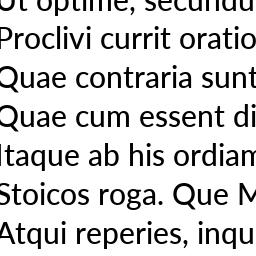 Ut optime, secundu
Proclivi currit oratio
Quae contraria sunt
Quae cum essent di
Itaque ab his ordiam
Stoicos roga. Que M
Atqui reperies, inqu